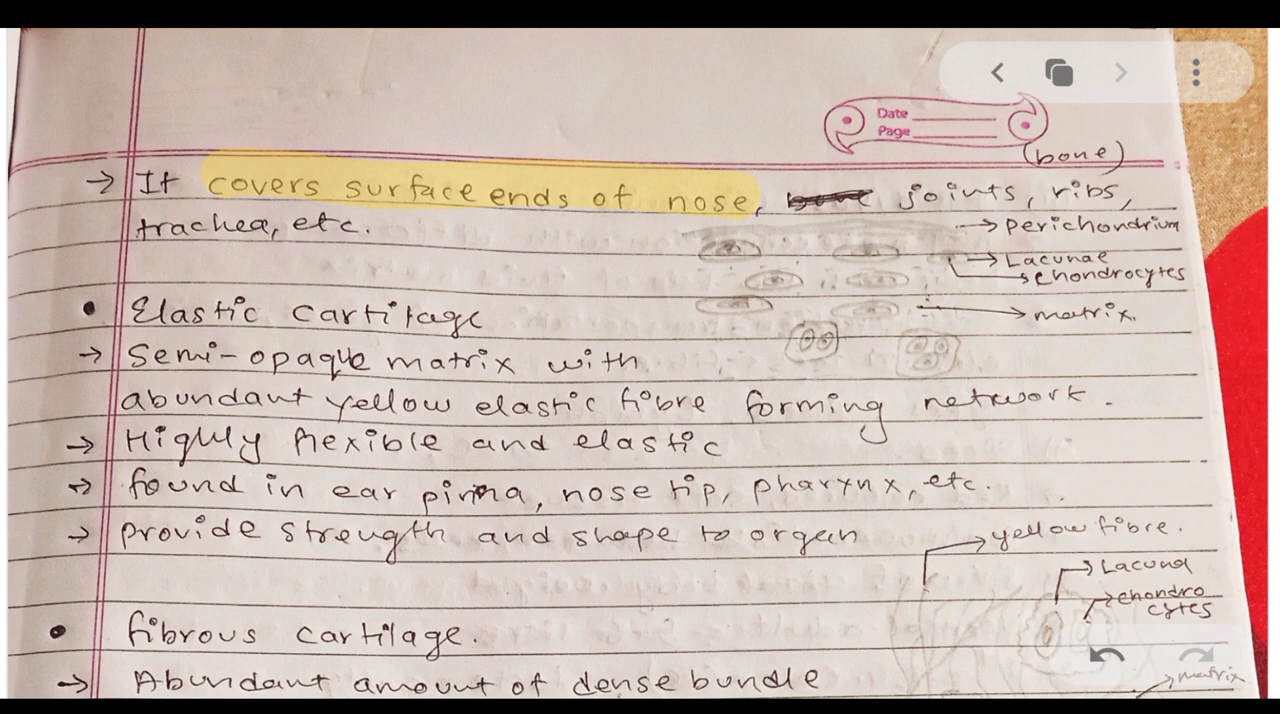 Date
Page
(bone)
→ It covers surface ends of nose, joints, ribs,
trachea, etc.
→ perichondrium
→ Lacunae
→ chondrocytes
→ matrix.
• Elastic cartilage
→ Semi-opaque matrix with
abundant yellow elastic fibre forming network.
→ Highly flexible and elastic
→ found in ear pinna, nose tip, pharynx, etc.
→ provide strength and shape to organ
→ yellow fibre.
→ Lacuna
→ chondro
cytes
• fibrous cartilage.
→ Abundant amount of dense bundle
→ matrix